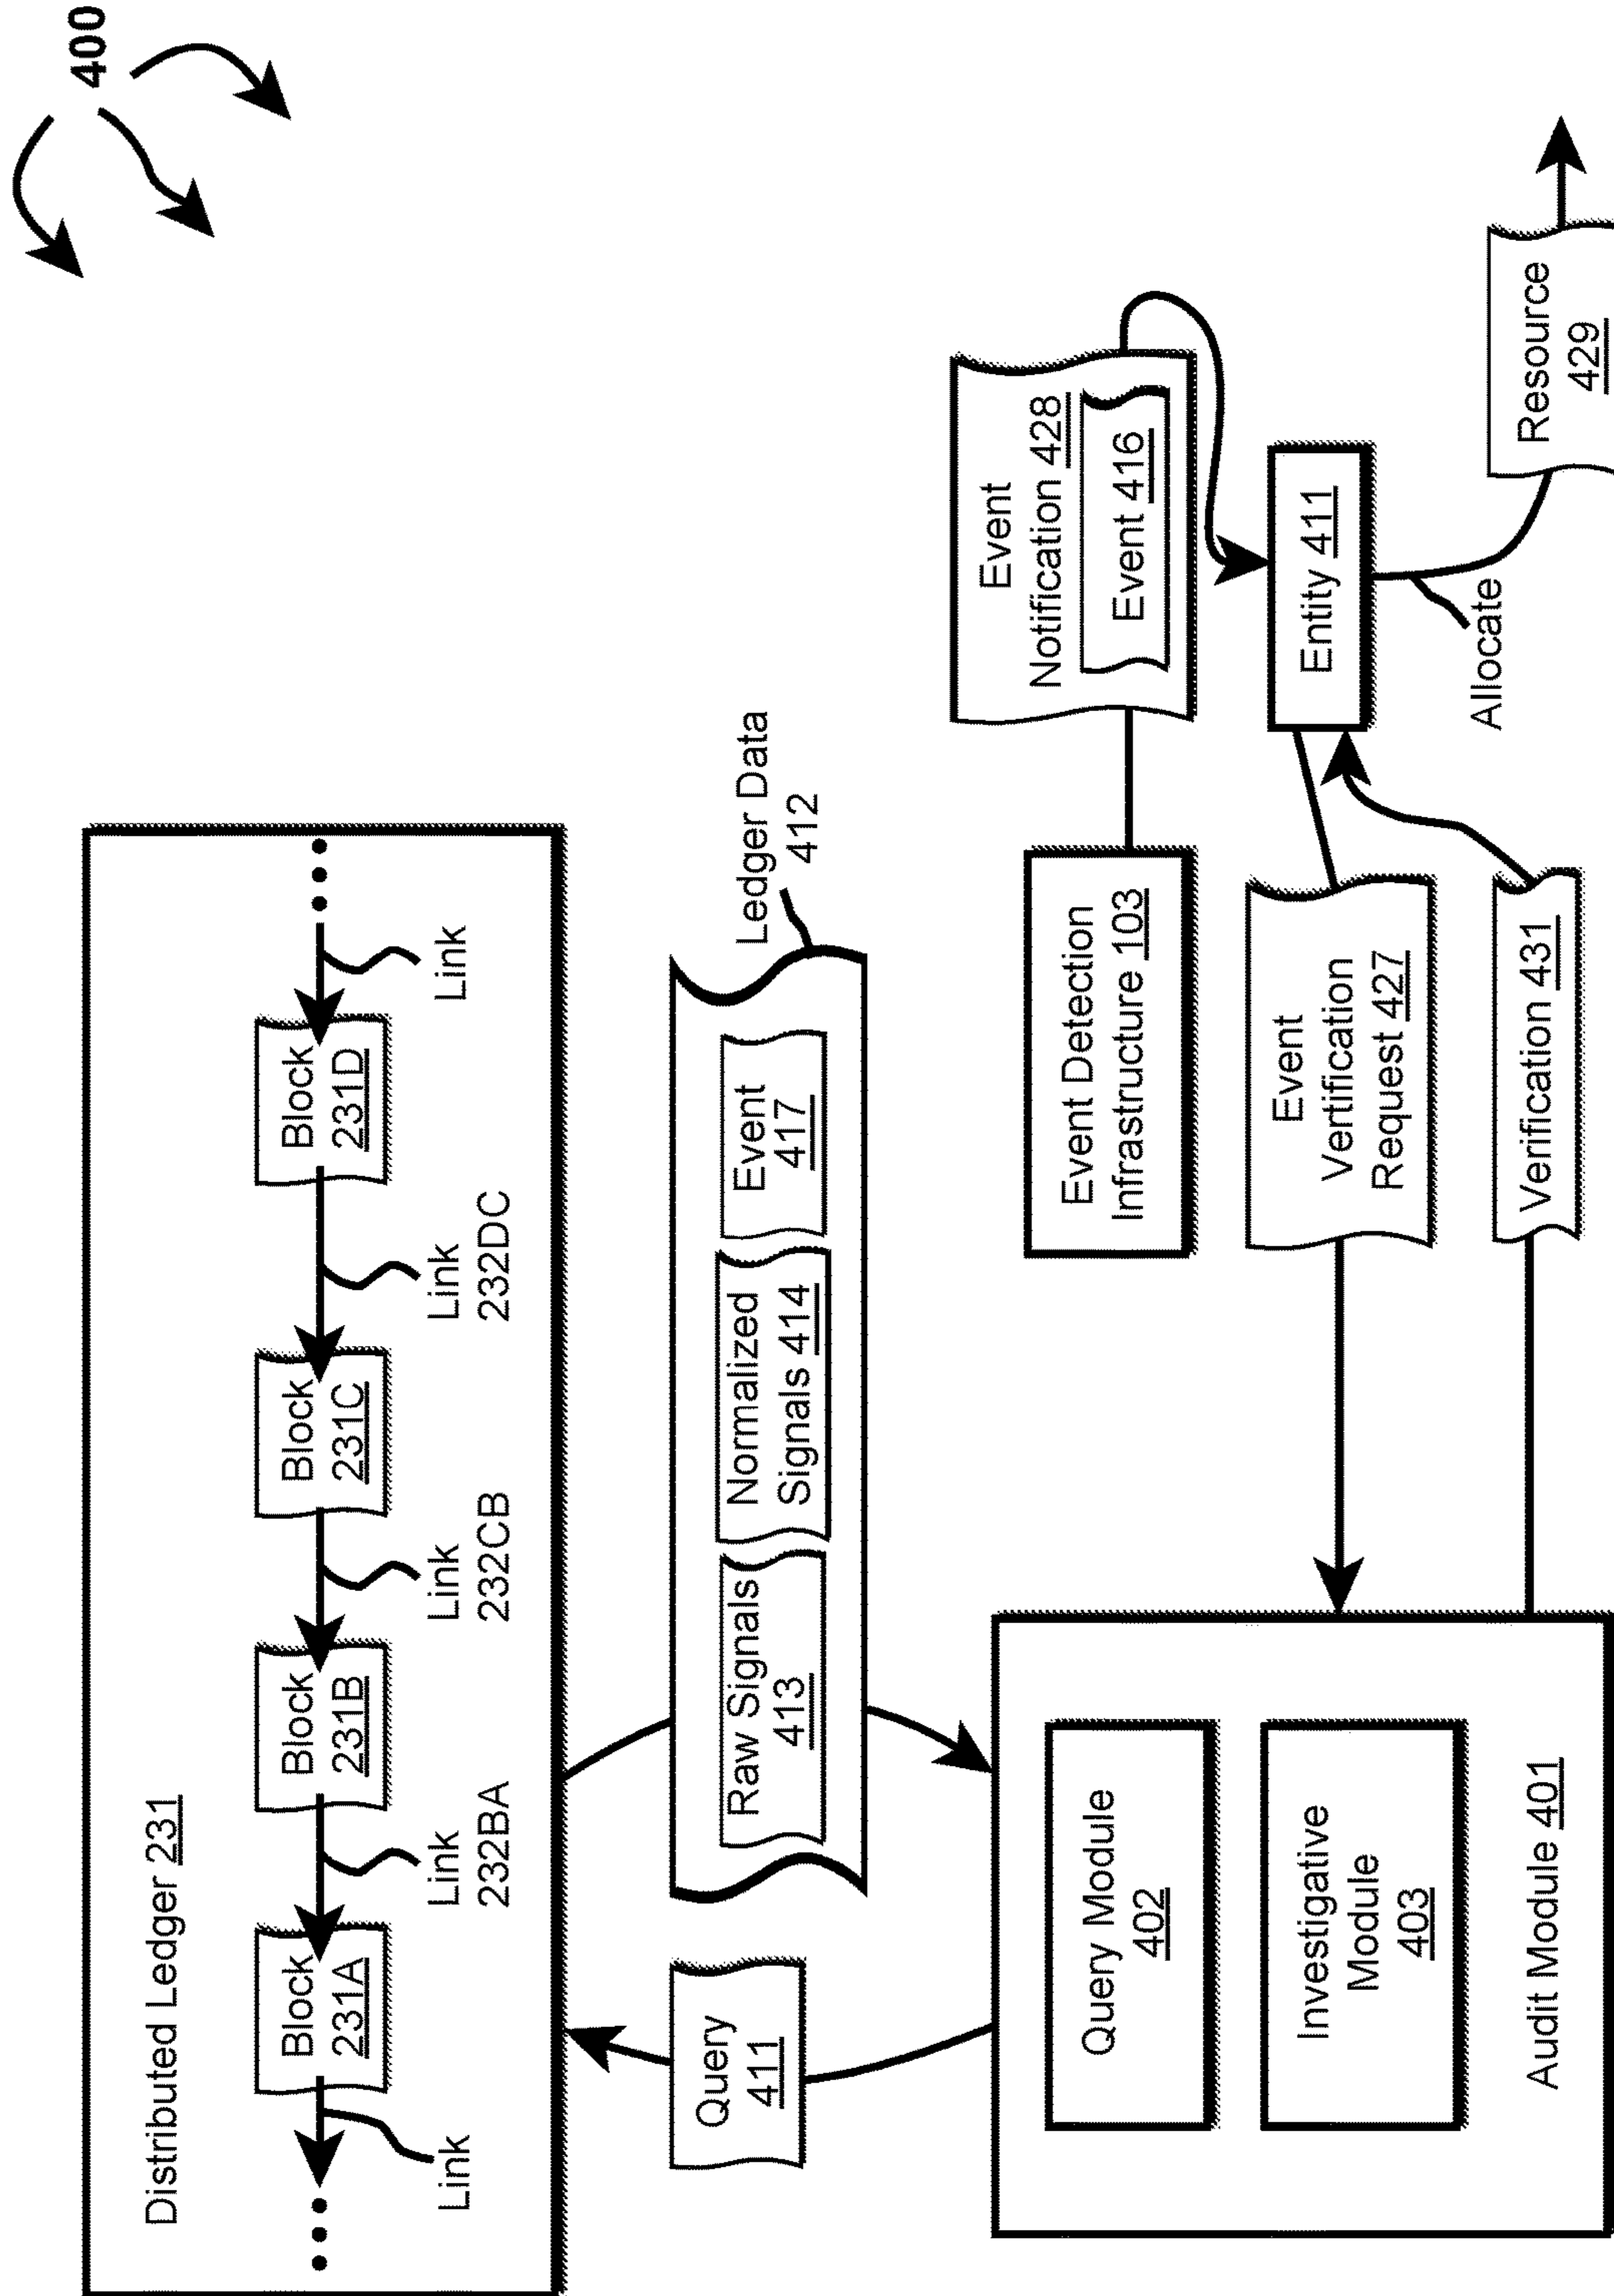 400
Distributed Ledger 231
Block
231A
Block
231B
Block
231C
Block
231D
Link
Link
232BA
Link
232CB
Link
232DC
Link
Query
411
Ledger Data
412
Raw Signals
413
Normalized
Signals 414
Event
417
Query Module
402
Investigative
Module
403
Audit Module 401
Event Detection
Infrastructure 103
Event
Notification 428
Event 416
Event
Vertification
Request 427
Entity 411
Verification 431
Allocate
Resource
429